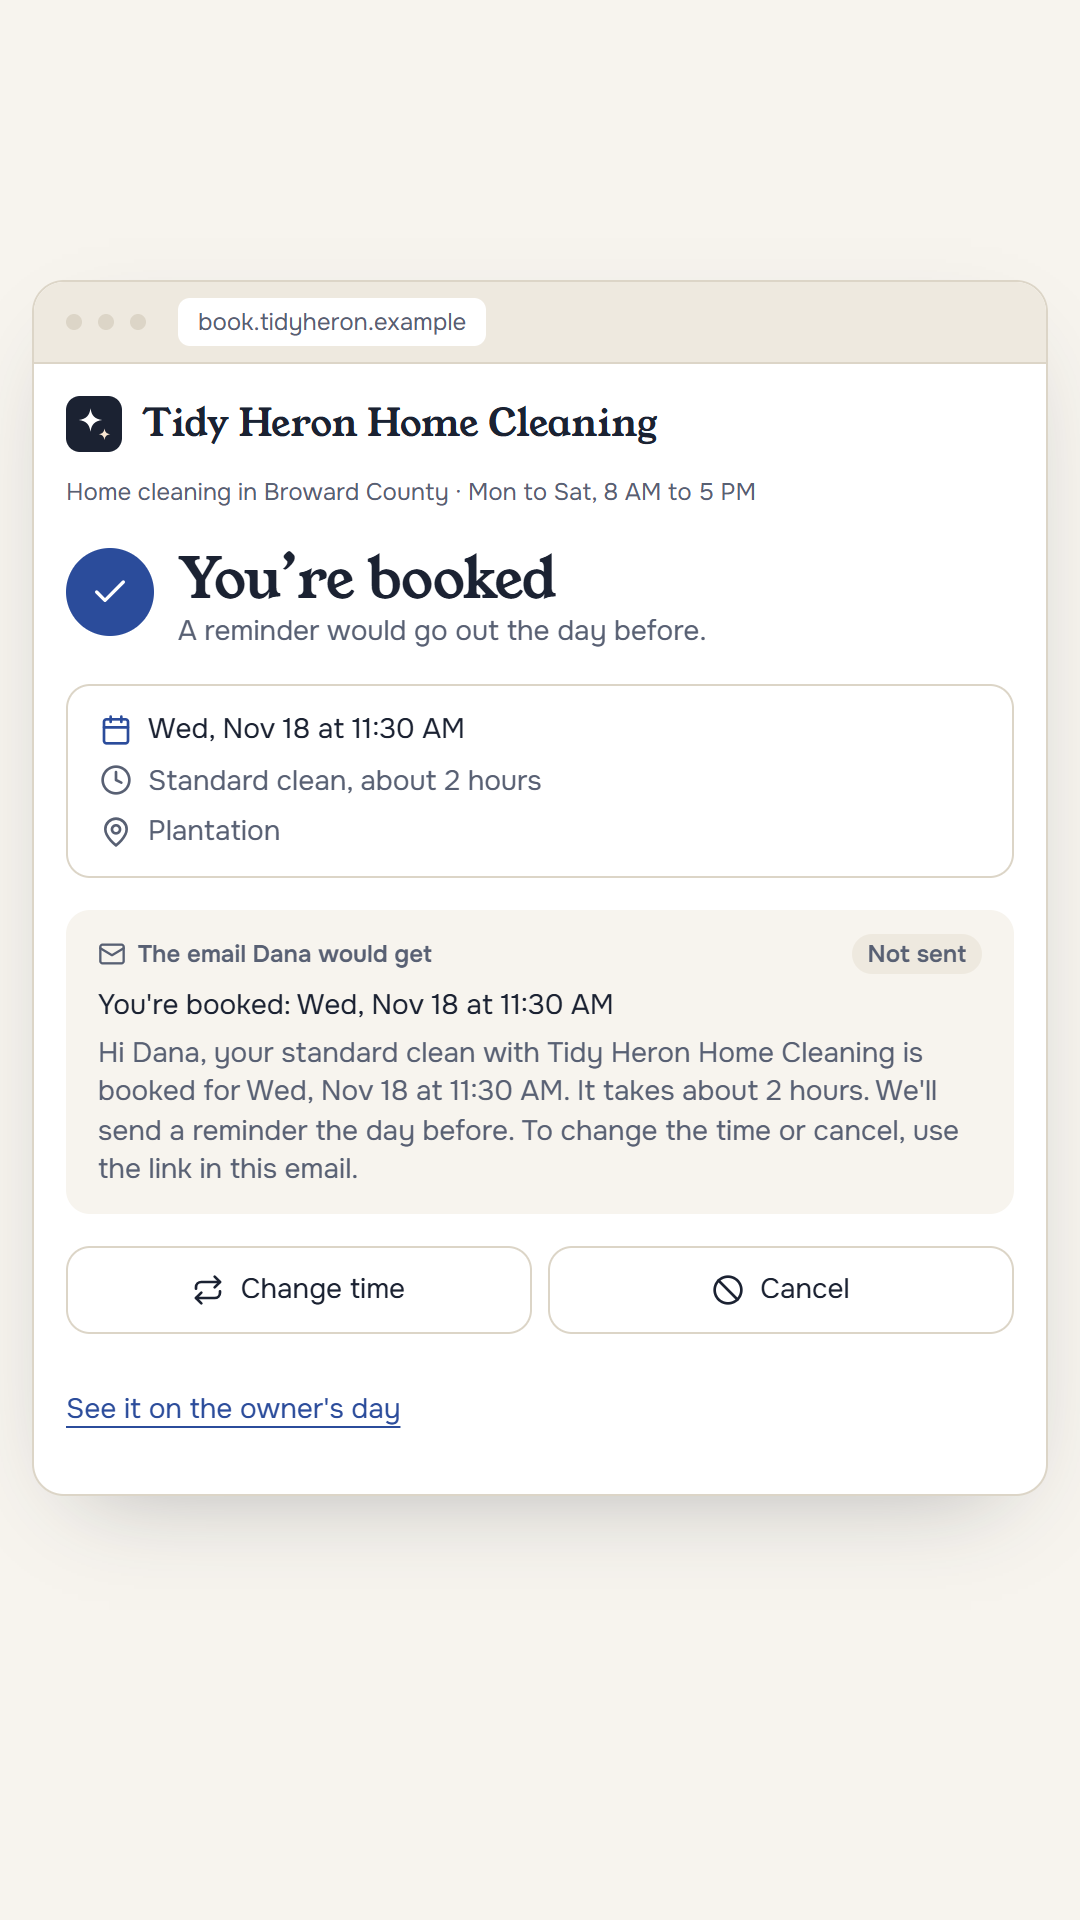 book.tidyheron.example
Tidy Heron Home Cleaning
Home cleaning in Broward County · Mon to Sat, 8 AM to 5 PM
You’re booked
A reminder would go out the day before.
Wed, Nov 18 at 11:30 AM
Standard clean, about 2 hours
Plantation
The email Dana would get
Not sent
You're booked: Wed, Nov 18 at 11:30 AM
Hi Dana, your standard clean with Tidy Heron Home Cleaning is
booked for Wed, Nov 18 at 11:30 AM. It takes about 2 hours. We'll
send a reminder the day before. To change the time or cancel, use
the link in this email.
Change time
Cancel
See it on the owner's day